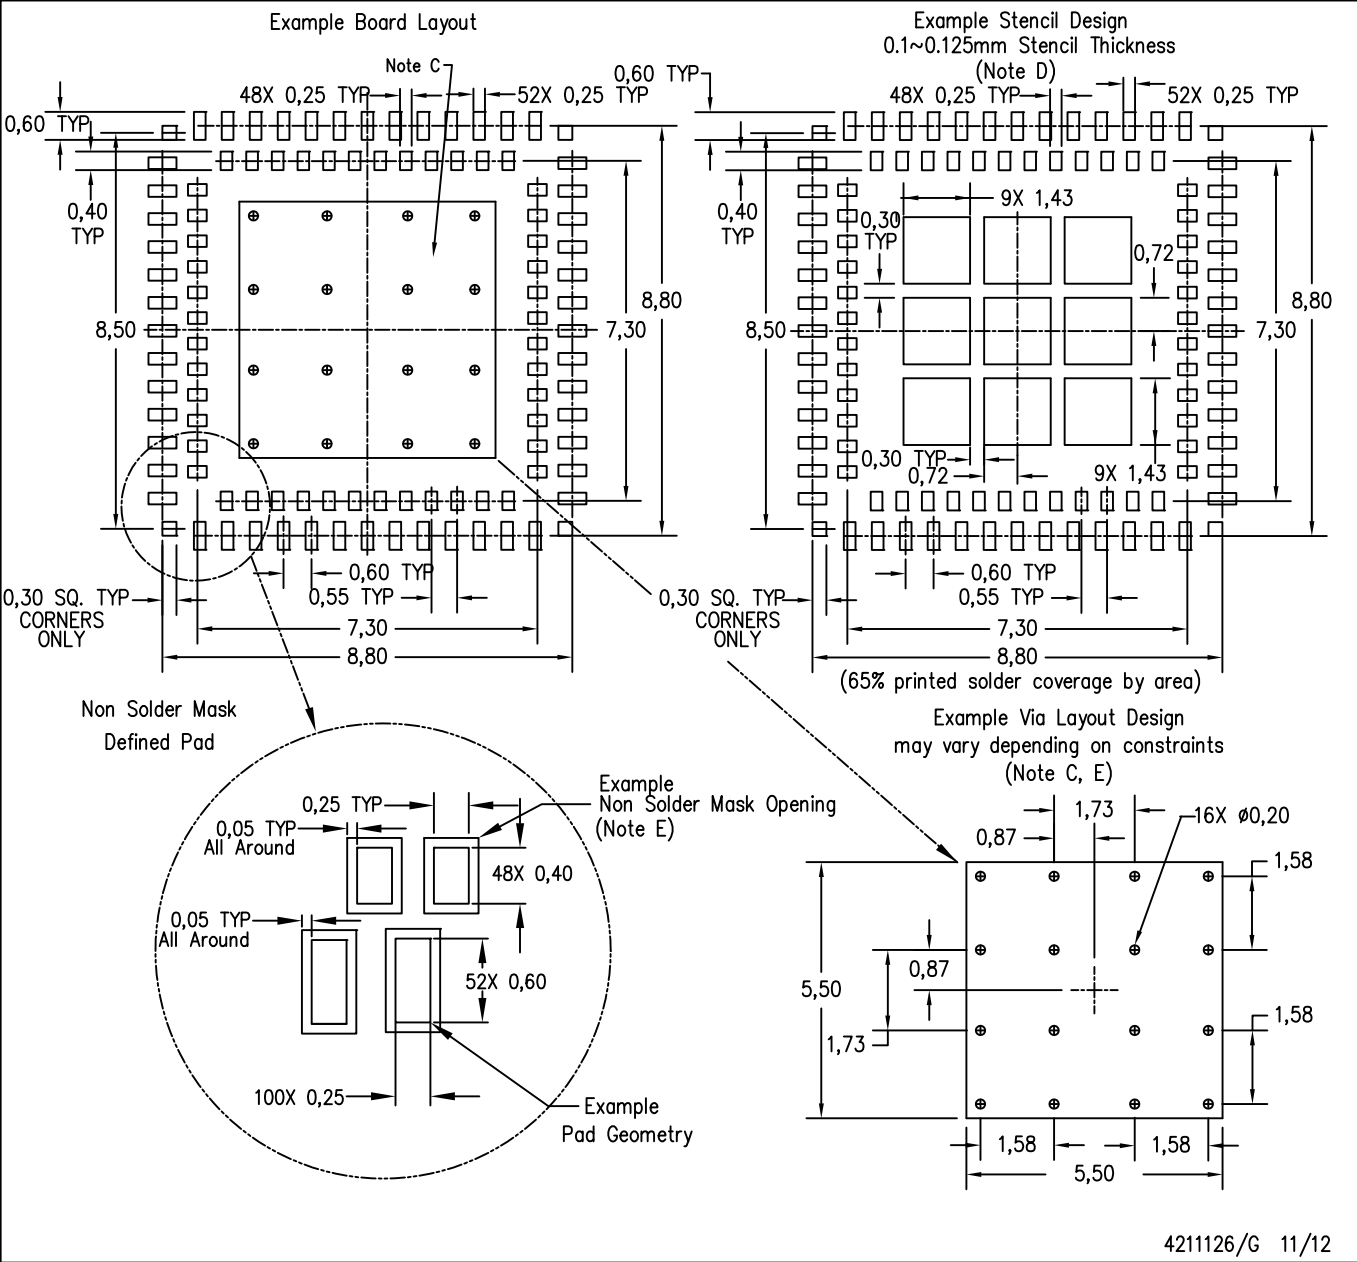 Example Board Layout
Note C
48X 0,25 TYP
52X 0,25 TYP
0,60 TYP
0,40
TYP
8,50
7,30
8,80
0,60 TYP
0,55 TYP
7,30
8,80
0,30 SQ. TYP
CORNERS
ONLY
Example Stencil Design
0.1~0.125mm Stencil Thickness
(Note D)
0,60 TYP
48X 0,25 TYP
52X 0,25 TYP
0,40
TYP
9X 1,43
0,30
TYP
0,72
8,50
7,30
8,80
0,30 TYP
0,72
9X 1,43
0,60 TYP
0,55 TYP
0,30 SQ. TYP
CORNERS
ONLY
7,30
8,80
(65% printed solder coverage by area)
Non Solder Mask
Defined Pad
0,25 TYP
0,05 TYP
All Around
Example
Non Solder Mask Opening
(Note E)
48X 0,40
0,05 TYP
All Around
52X 0,60
100X 0,25
Example
Pad Geometry
Example Via Layout Design
may vary depending on constraints
(Note C, E)
1,73
0,87
16X ø0,20
1,58
0,87
5,50
1,73
1,58
1,58
1,58
5,50
4211126/G 11/12